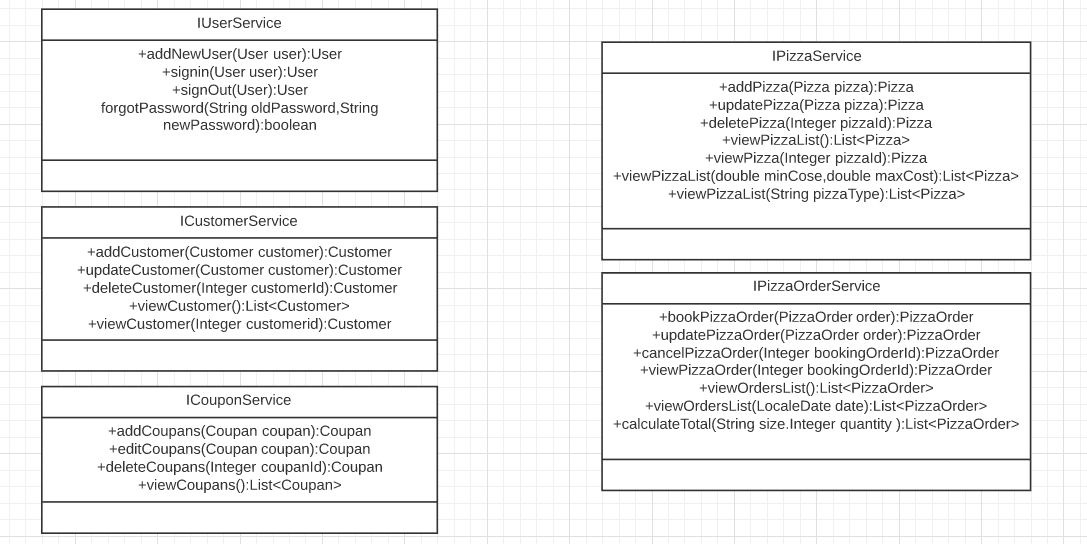 IUserService
+addNewUser(User user):User
+signin(User user):User
+signOut(User):User
forgotPassword(String oldPassword,String
newPassword):boolean
ICustomerService
+addCustomer(Customer customer):Customer
+updateCustomer(Customer customer):Customer
+deleteCustomer(Integer customerId):Customer
+viewCustomer():List<Customer>
+viewCustomer(Integer customerid):Customer
ICouponService
+addCoupans(Coupan coupan):Coupan
+editCoupans(Coupan coupan):Coupan
+deleteCoupans(Integer coupanId):Coupan
+viewCoupans():List<Coupan>
IPizzaService
+addPizza(Pizza pizza):Pizza
+updatePizza(Pizza pizza):Pizza
+deletePizza(Integer pizzaId):Pizza
+viewPizzaList():List<Pizza>
+viewPizza(Integer pizzaId):Pizza
+viewPizzaList(double minCose,double maxCost):List<Pizza>
+viewPizzaList(String pizzaType):List<Pizza>
IPizzaOrderService
+bookPizzaOrder(PizzaOrder order):PizzaOrder
+updatePizzaOrder(PizzaOrder order):PizzaOrder
+cancelPizzaOrder(Integer bookingOrderId):PizzaOrder
+viewPizzaOrder(Integer bookingOrderId):PizzaOrder
+viewOrdersList():List<PizzaOrder>
+viewOrdersList(LocaleDate date):List<PizzaOrder>
+calculateTotal(String size.Integer quantity ):List<PizzaOrder>